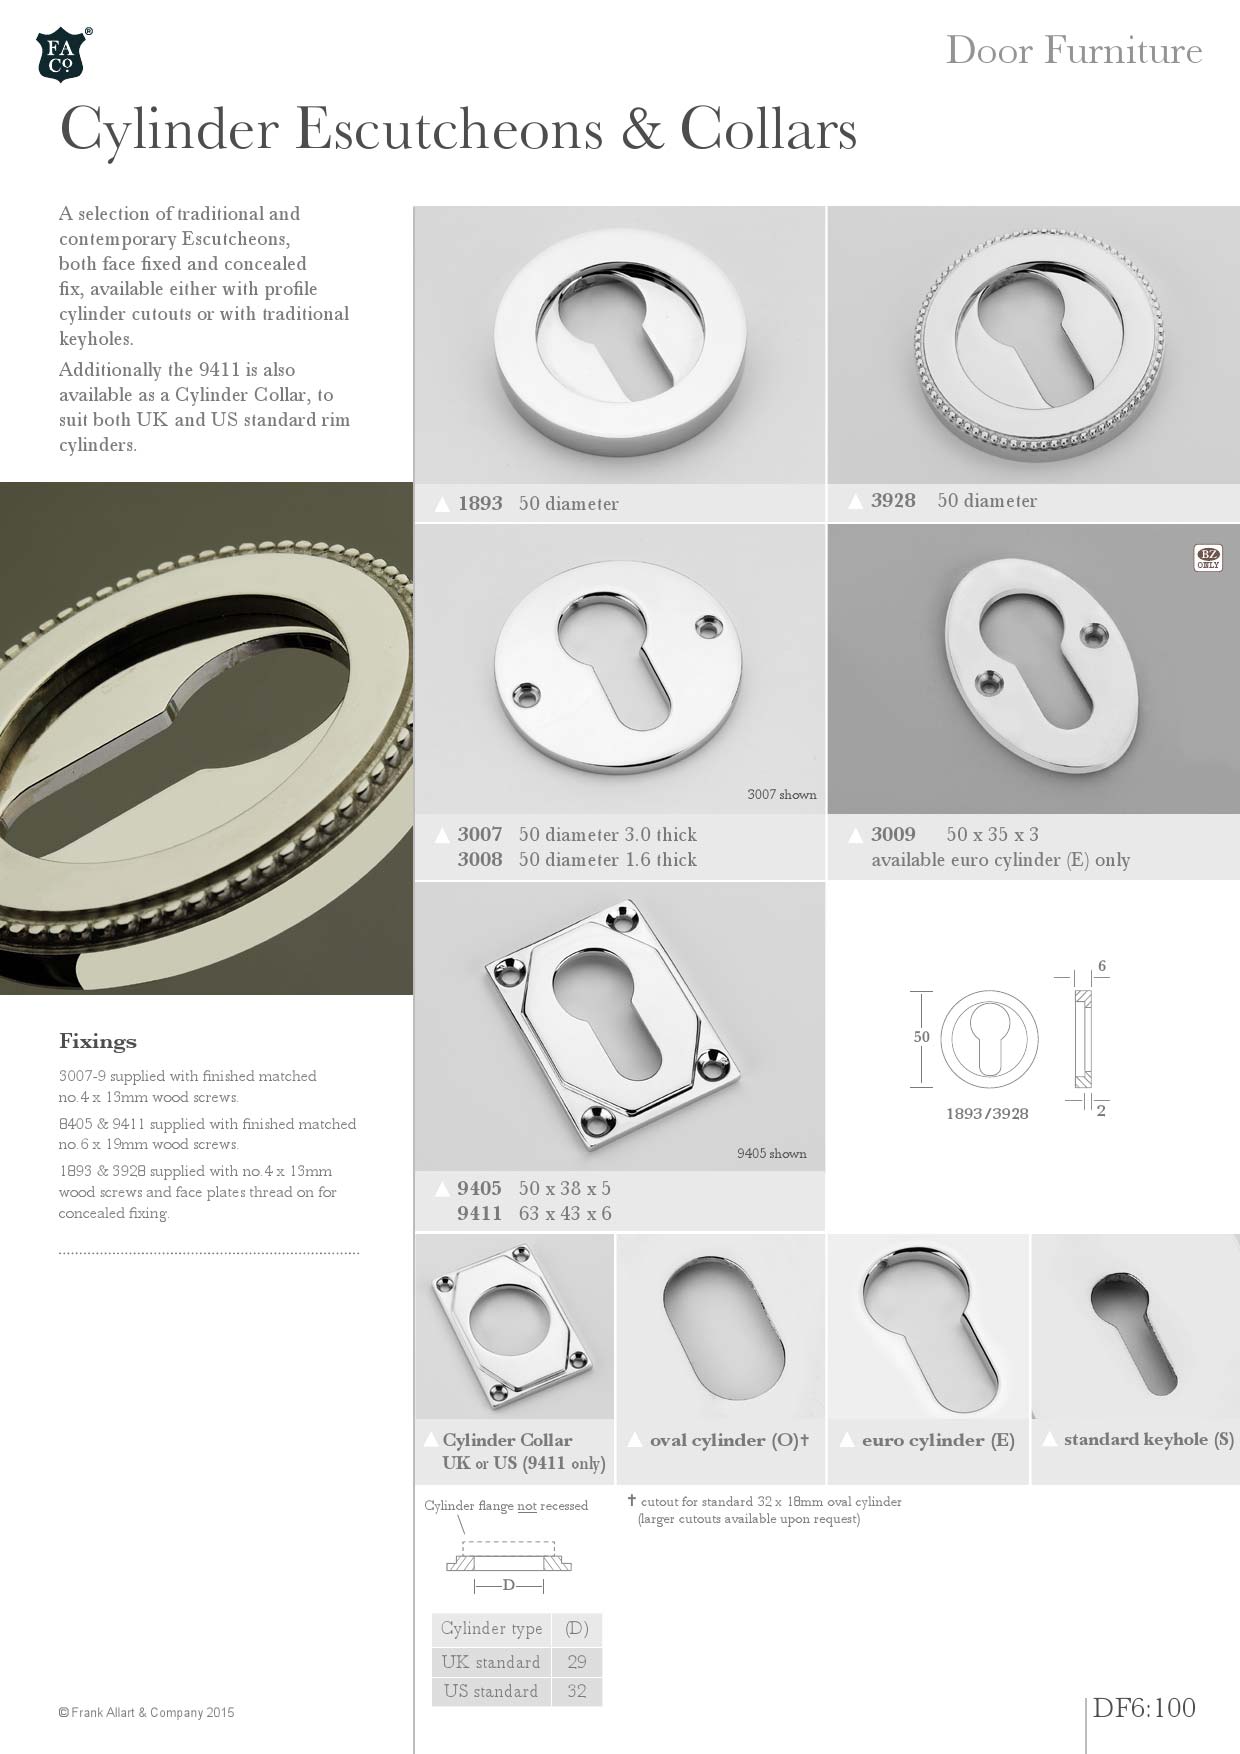 FA
Co.
®
Door Furniture
Cylinder Escutcheons & Collars
A selection of traditional and
contemporary Escutcheons,
both face fixed and concealed
fix, available either with profile
cylinder cutouts or with traditional
keyholes.
Additionally the 9411 is also
available as a Cylinder Collar, to
suit both UK and US standard rim
cylinders.
1893 50 diameter
3928 50 diameter
BZ
ONLY
3007 shown
3007 50 diameter 3.0 thick
3008 50 diameter 1.6 thick
3009 50 x 35 x 3
available euro cylinder (E) only
9405 shown
9405 50 x 38 x 5
9411 63 x 43 x 6
6
50
2
1893/3928
Fixings
3007-9 supplied with finished matched
no.4 x 13mm wood screws.
8405 & 9411 supplied with finished matched
no.6 x 19mm wood screws.
1893 & 3928 supplied with no.4 x 13mm
wood screws and face plates thread on for
concealed fixing.
Cylinder Collar
UK or US (9411 only)
oval cylinder (O)✝
euro cylinder (E)
standard keyhole (S)
Cylinder flange not recessed
D
✝ cutout for standard 32 x 18mm oval cylinder
(larger cutouts available upon request)
Cylinder type (D)
UK standard 29
US standard 32
© Frank Allart & Company 2015
DF6:100